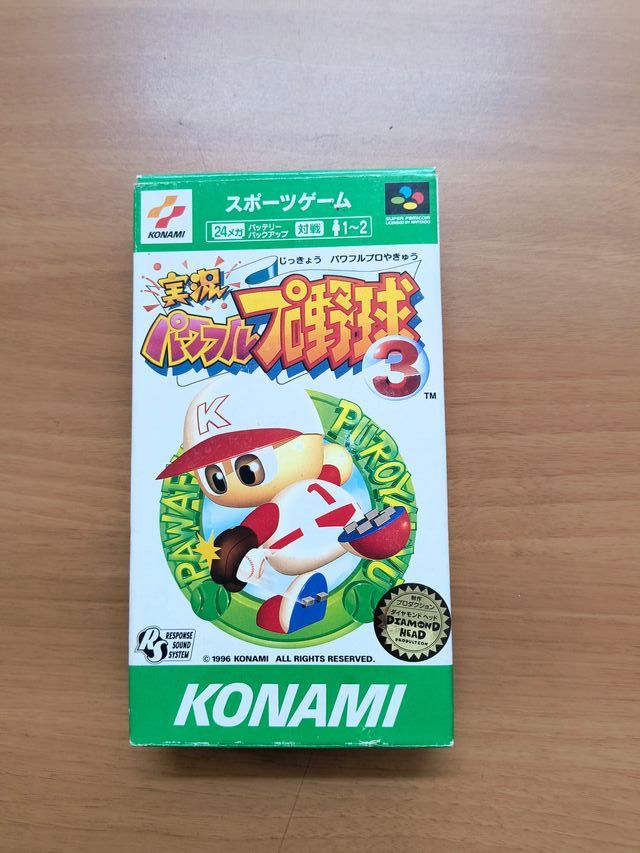 スポーツゲーム
KONAMI
24メガ バッテリーバックアップ 対戦 1〜2
SUPER FAMICOM
LICENSED BY NINTENDO
じっきょう パワフルプロやきゅう
実況
パワフルプロ野球
3
TM
K
PAWAF
PUROYA
U
1
制作
プロダクション
ダイヤモンドヘッド
DIAMOND
HEAD
PRODUCTION
RS RESPONSE
SOUND
SYSTEM
© 1996 KONAMI ALL RIGHTS RESERVED.
KONAMI